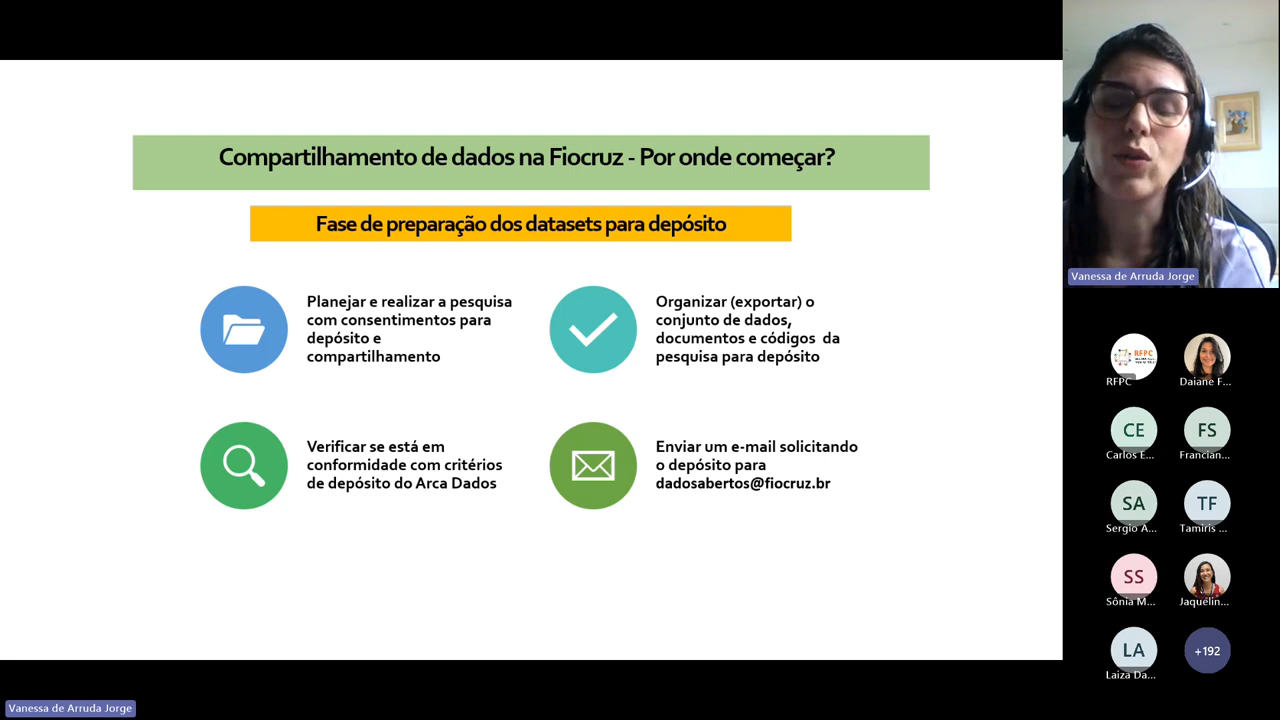 Compartilhamento de dados na Fiocruz - Por onde começar?
Fase de preparação dos datasets para depósito
Planejar e realizar a pesquisa
com consentimentos para
depósito e
compartilhamento
Organizar (exportar) o
conjunto de dados,
documentos e códigos da
pesquisa para depósito
Verificar se está em
conformidade com critérios
de depósito do Arca Dados
Enviar um e-mail solicitando
o depósito para
dadosabertos@fiocruz.br
Vanessa de Arruda Jorge
RFPC
RFPC
Daiane F...
CE
Carlos E...
FS
Francian...
SA
Sergio A...
TF
Tamiris ...
SS
Sônia M...
Jaquelin...
LA
Laiza Da...
+192
Vanessa de Arruda Jorge